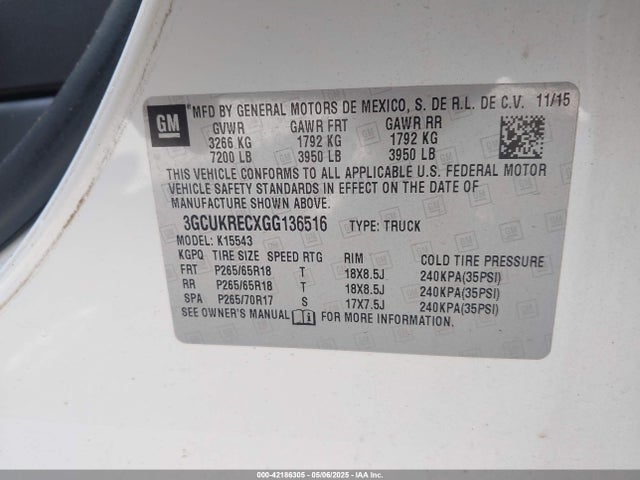 GM
MFD BY GENERAL MOTORS DE MEXICO, S. DE R.L. DE C.V. 11/15
GVWR GAWR FRT GAWR RR
3266 KG 1792 KG 1792 KG
7200 LB 3950 LB 3950 LB
THIS VEHICLE CONFORMS TO ALL APPLICABLE U.S. FEDERAL MOTOR
VEHICLE SAFETY STANDARDS IN EFFECT ON THE DATE OF
MANUFACTURE SHOWN ABOVE.
3GCUKRECXGG136516 TYPE: TRUCK
MODEL: K15543
KGPQ TIRE SIZE SPEED RTG RIM COLD TIRE PRESSURE
FRT P265/65R18 T 18X8.5J 240KPA(35PSI)
RR P265/65R18 T 18X8.5J 240KPA(35PSI)
SPA P265/70R17 S 17X7.5J 240KPA(35PSI)
SEE OWNER'S MANUAL FOR MORE INFORMATION.
000-42186305 - 05/06/2025 - IAAI.COM